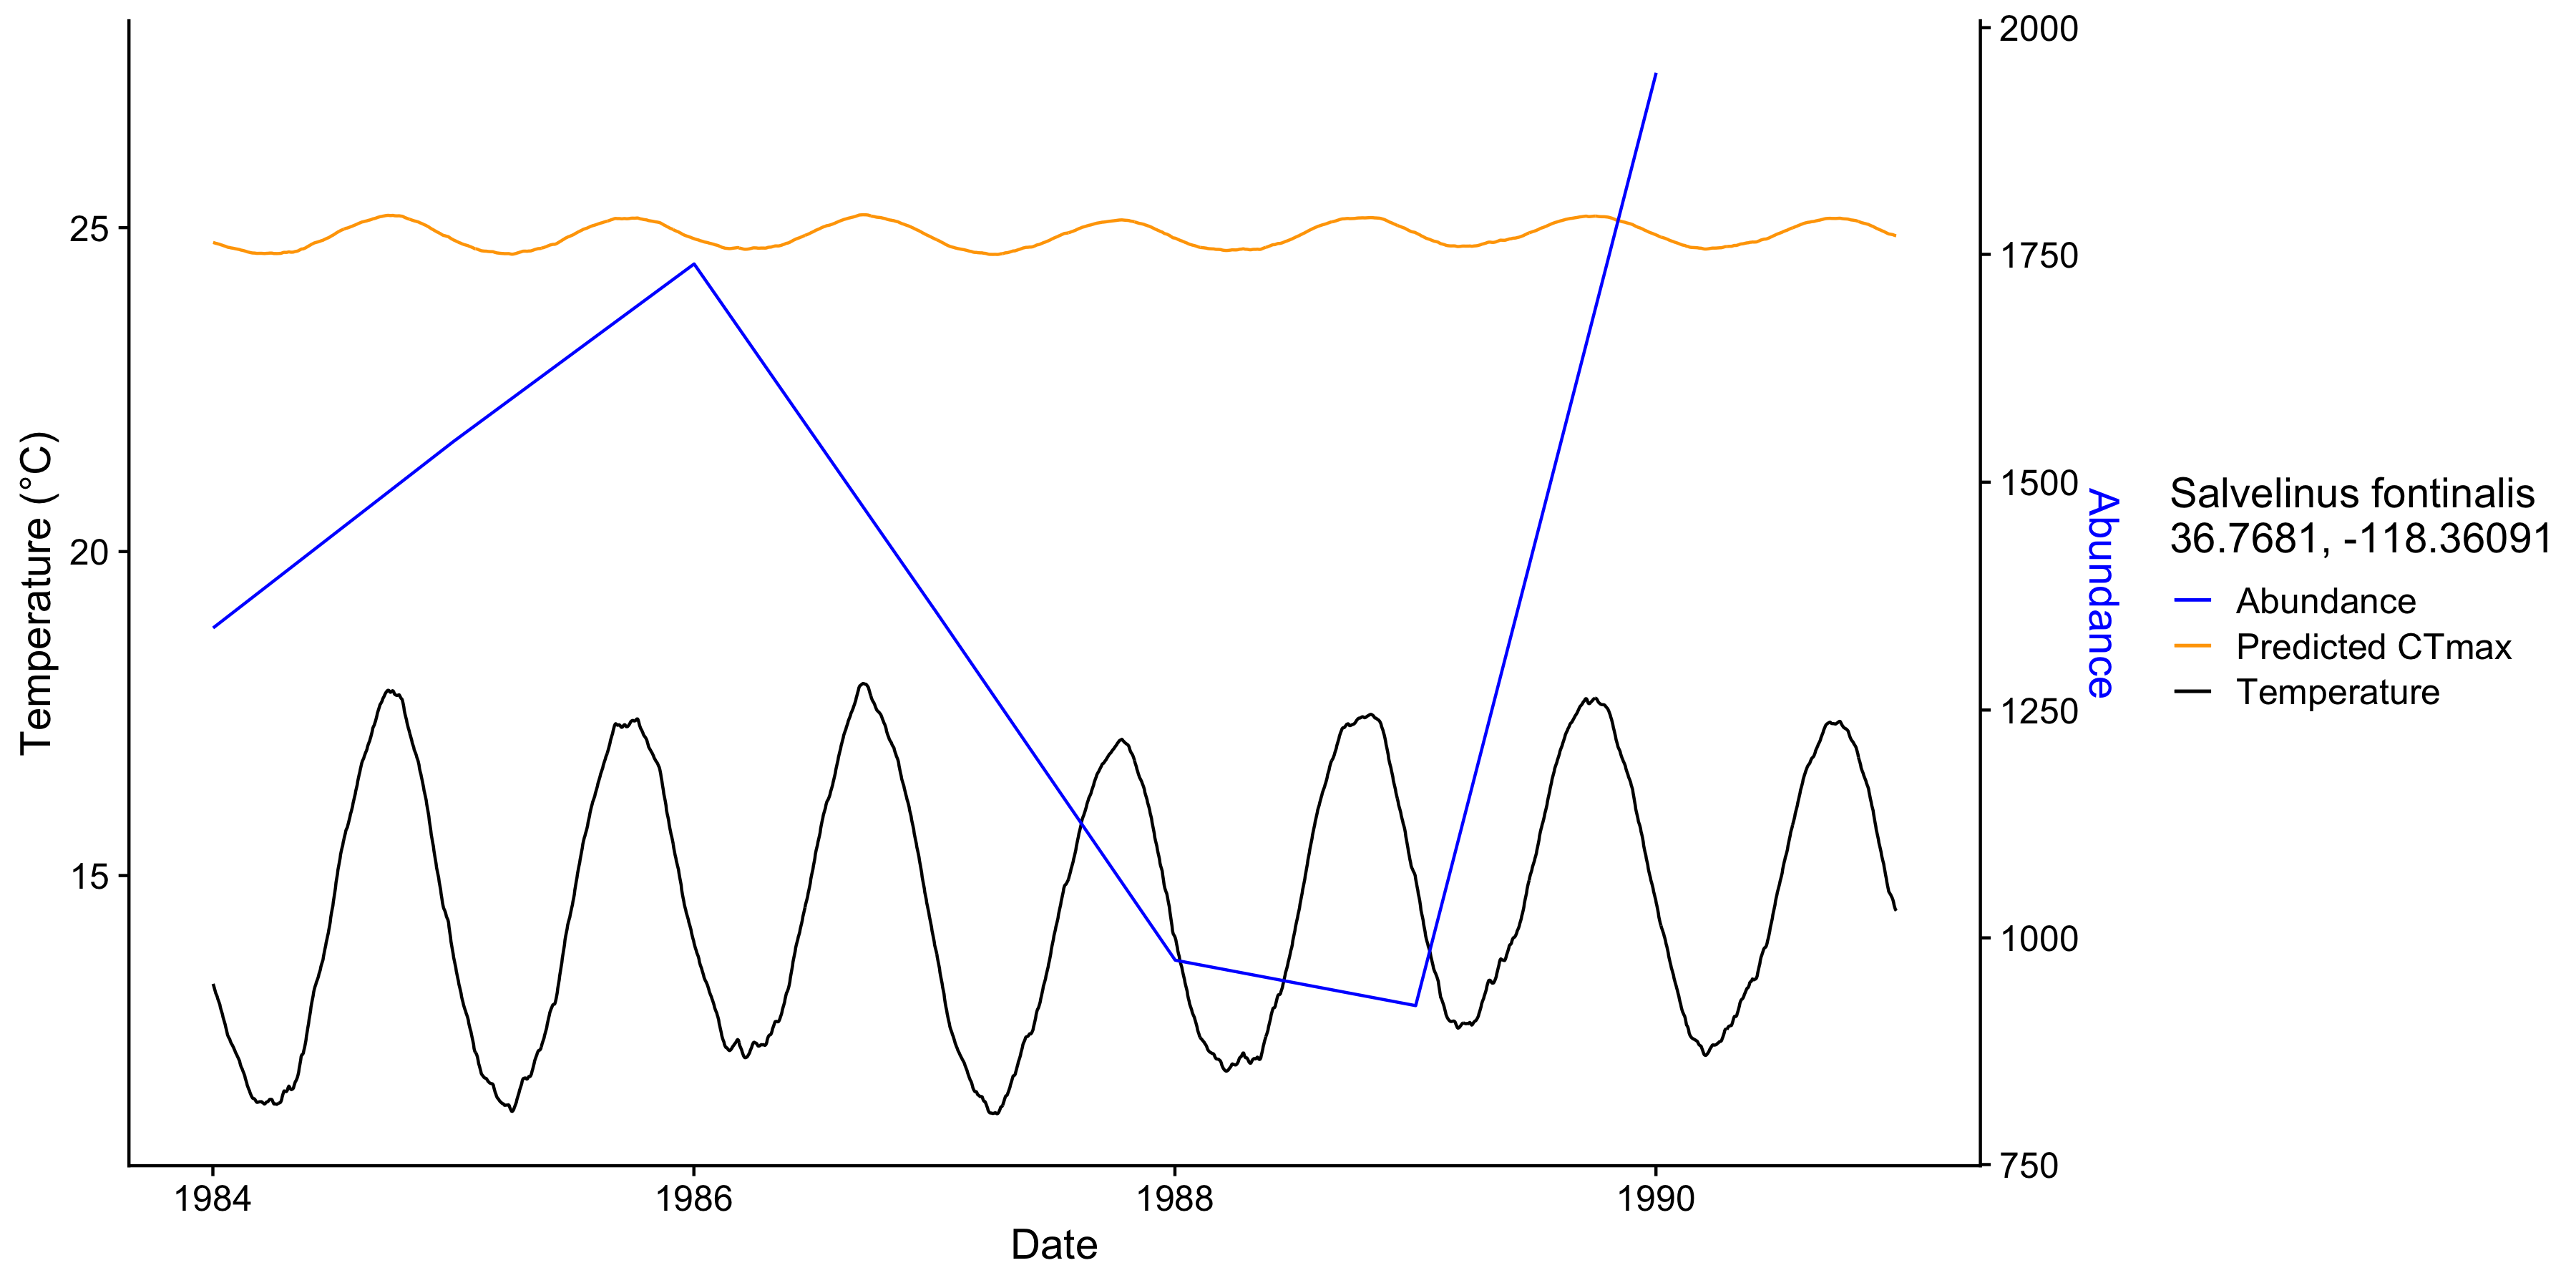 Temperature (°C)
25
20
15
1984
1986
1988
1990
Date
2000
1750
1500
1250
1000
750
Abundance
Salvelinus fontinalis
36.7681, -118.36091
Abundance
Predicted CTmax
Temperature